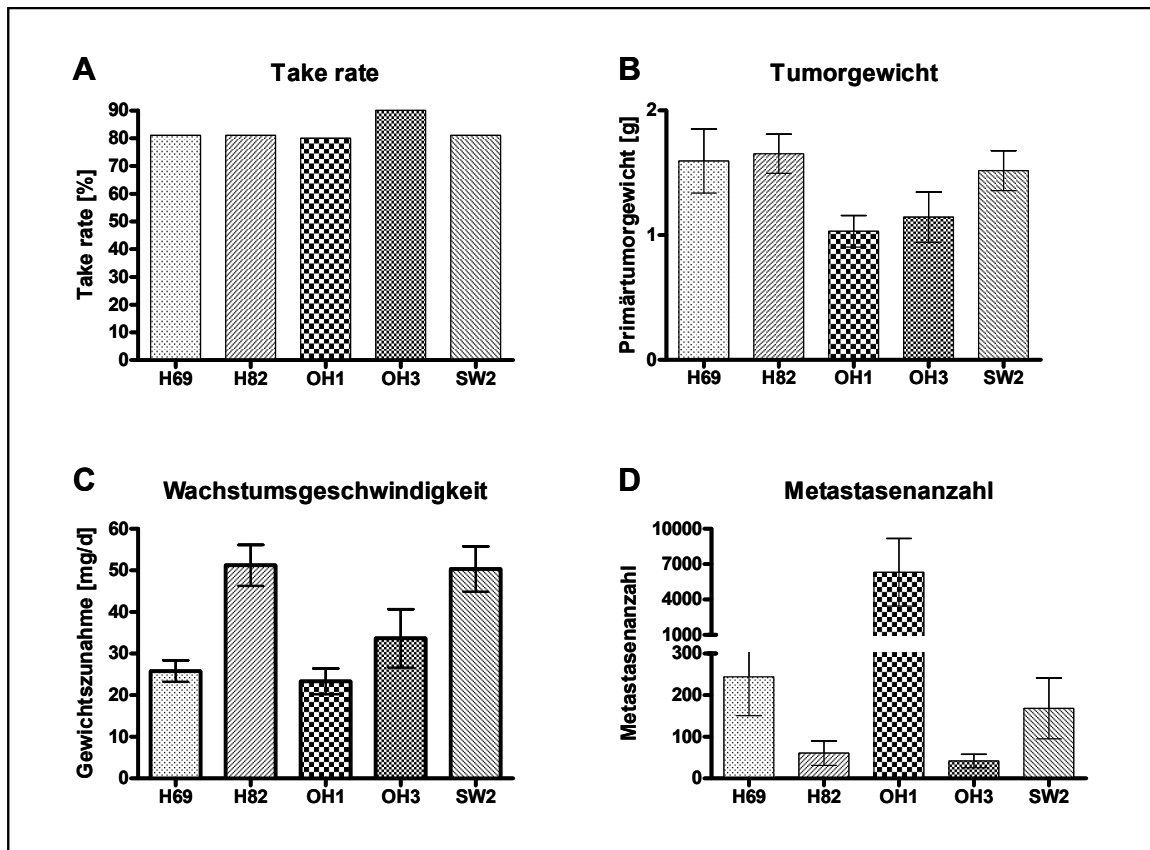 A
Take rate
Take rate [%]
90
80
70
60
50
40
30
20
10
0
H69 H82 OH1 OH3 SW2
B
Tumorgewicht
Primärtumorgewicht [g]
2
1
0
H69 H82 OH1 OH3 SW2
C
Wachstumsgeschwindigkeit
Gewichtszunahme [mg/d]
60
50
40
30
20
10
0
H69 H82 OH1 OH3 SW2
D
Metastasenanzahl
Metastasenanzahl
10000
7000
4000
1000
300
200
100
0
H69 H82 OH1 OH3 SW2